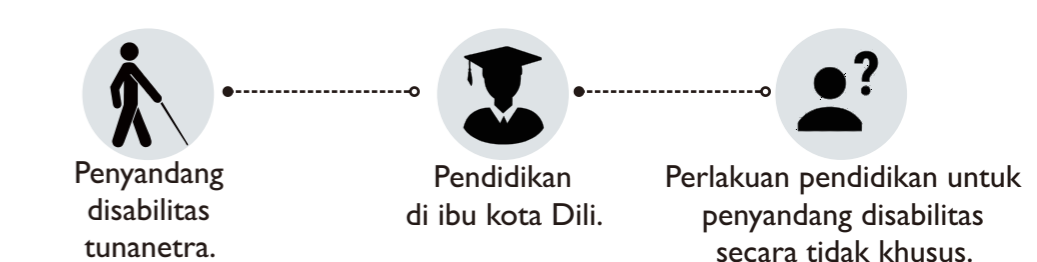 Penyandang
disabilitas
tunanetra.
Pendidikan
di ibu kota Dili.
Perlakuan pendidikan untuk
penyandang disabilitas
secara tidak khusus.
?